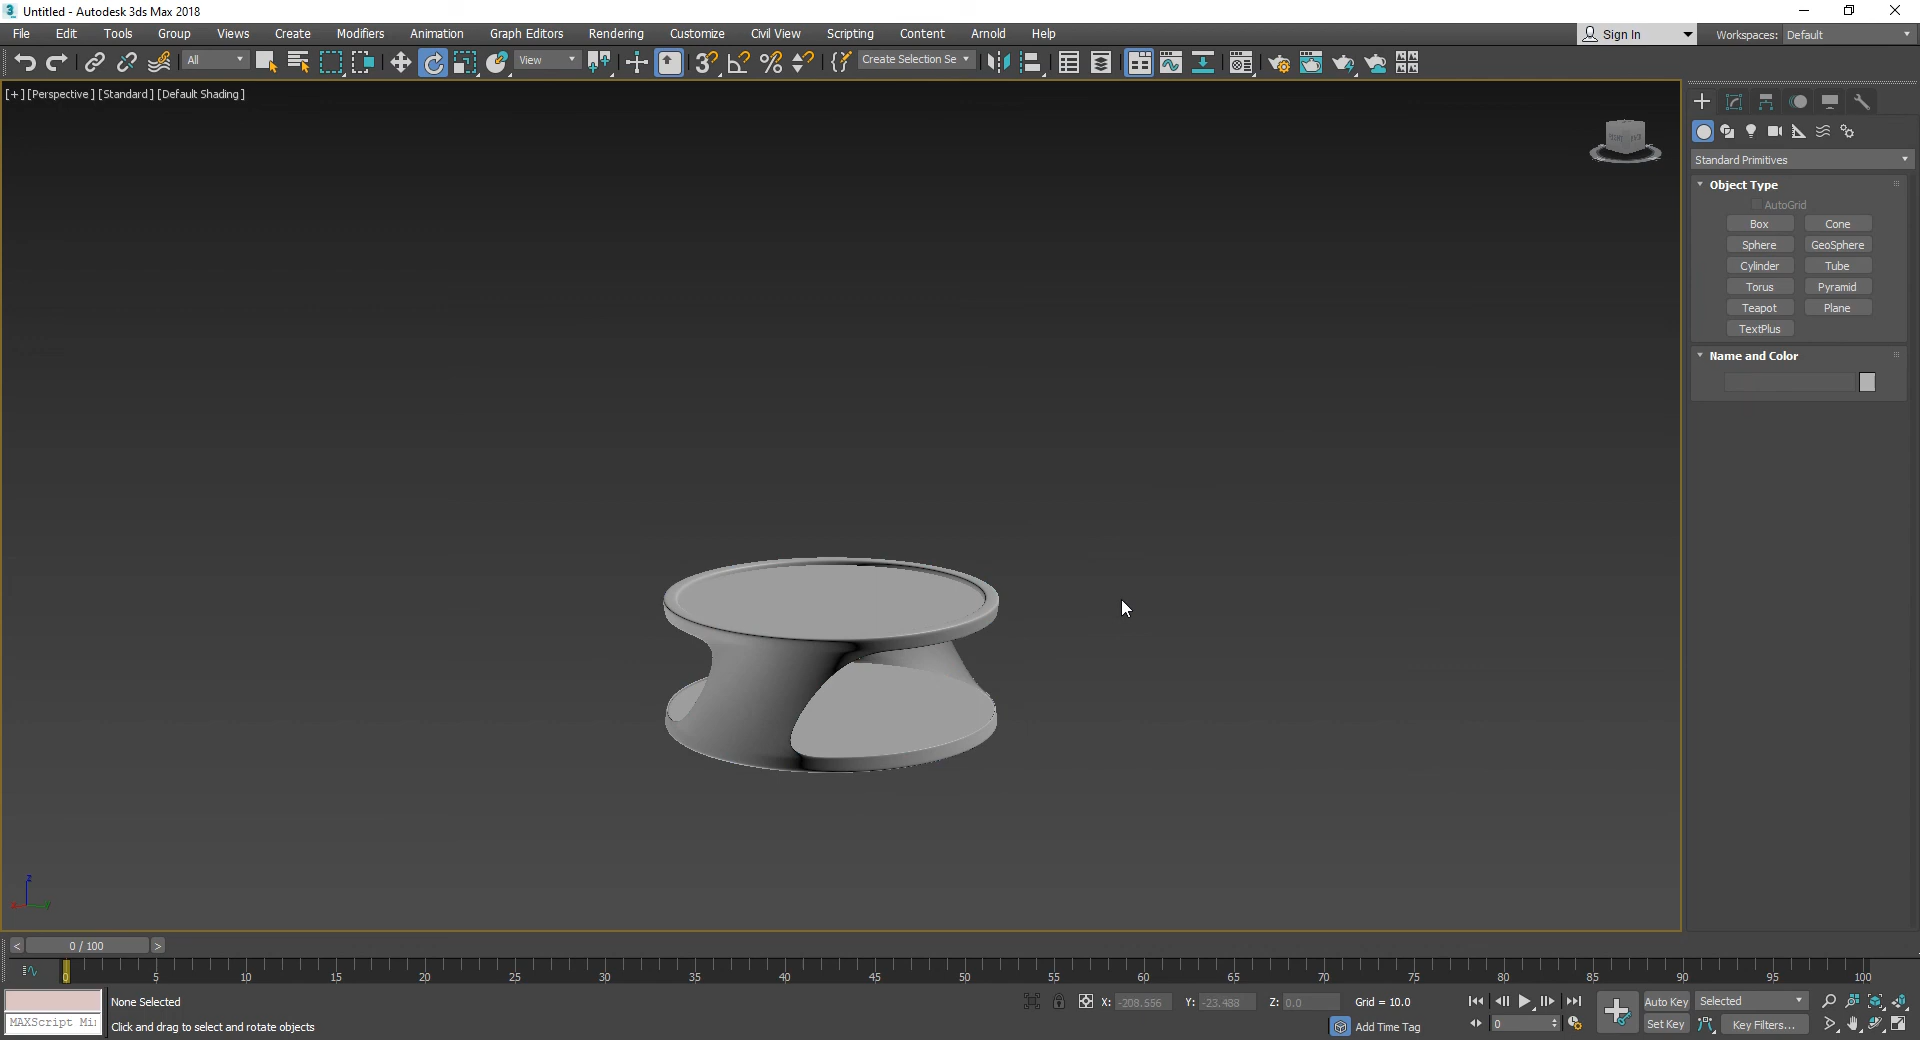 Untitled - Autodesk 3ds Max 2018
File Edit Tools Group Views Create Modifiers Animation Graph Editors Rendering Customize Civil View Scripting Content Arnold Help
Sign In
Workspaces: Default
All
View
Create Selection Se
[+] [Perspective ] [Standard ] [Default Shading ]
Standard Primitives
Object Type
AutoGrid
Box Cone
Sphere GeoSphere
Cylinder Tube
Torus Pyramid
Teapot Plane
TextPlus
Name and Color
z
y
< 0 / 100 >
0 5 10 15 20 25 30 35 40 45 50 55 60 65 70 75 80 85 90 95 100
None Selected
X: -208.556 Y: -23.488 Z: 0.0 Grid = 10.0
Auto Key Selected
MAXScript Mi
Click and drag to select and rotate objects
Add Time Tag
0
Set Key Key Filters...